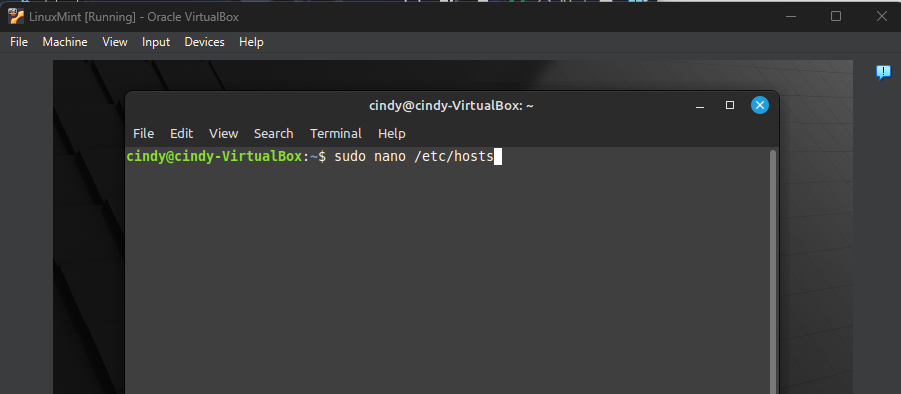 LinuxMint [Running] - Oracle VirtualBox
File Machine View Input Devices Help
cindy@cindy-VirtualBox: ~
File Edit View Search Terminal Help
cindy@cindy-VirtualBox:~$ sudo nano /etc/hosts